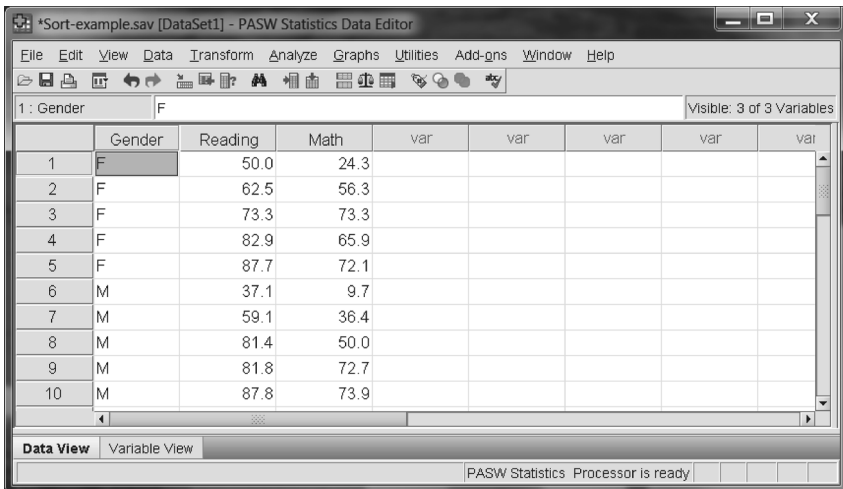 *Sort-example.sav [DataSet1] - PASW Statistics Data Editor
File Edit View Data Transform Analyze Graphs Utilities Add-ons Window Help
1 : Gender F Visible: 3 of 3 Variables
Gender Reading Math var var var var var
1 F 50.0 24.3
2 F 62.5 56.3
3 F 73.3 73.3
4 F 82.9 65.9
5 F 87.7 72.1
6 M 37.1 9.7
7 M 59.1 36.4
8 M 81.4 50.0
9 M 81.8 72.7
10 M 87.8 73.9
Data View Variable View
PASW Statistics Processor is ready